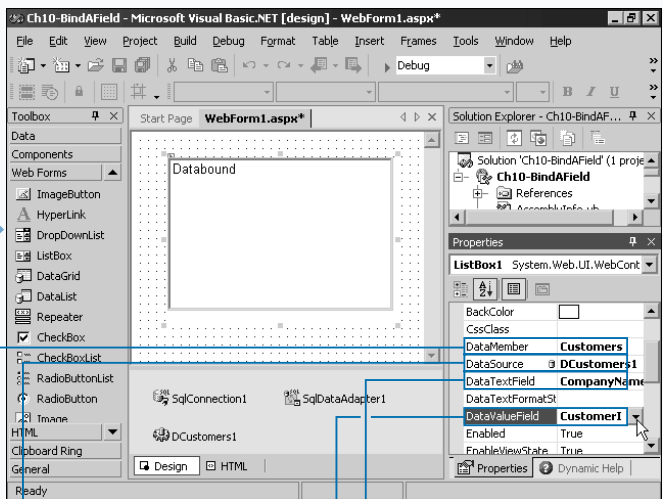 Ch10-BindAField - Microsoft Visual Basic.NET [design] - WebForm1.aspx*
File Edit View Project Build Debug Format Table Insert Frames Tools Window Help
Debug
B I U
Toolbox
Data
Components
Web Forms
ImageButton
HyperLink
DropDownList
ListBox
DataGrid
DataList
Repeater
CheckBox
CheckBoxList
RadioButtonList
RadioButton
Image
HTML
Clipboard Ring
General
Start Page WebForm1.aspx*
Databound
SqlConnection1 SqlDataAdapter1
DCustomers1
Design HTML
Solution Explorer - Ch10-BindAF...
Solution 'Ch10-BindAField' (1 proje
Ch10-BindAField
References
AssemblyInfo.vb
Properties
ListBox1 System.Web.UI.WebCont
BackColor
CssClass
DataMember Customers
DataSource DCustomers1
DataTextField CompanyName
DataTextFormatSt
DataValueField CustomerI
Enabled True
EnableViewState True
Properties Dynamic Help
Ready